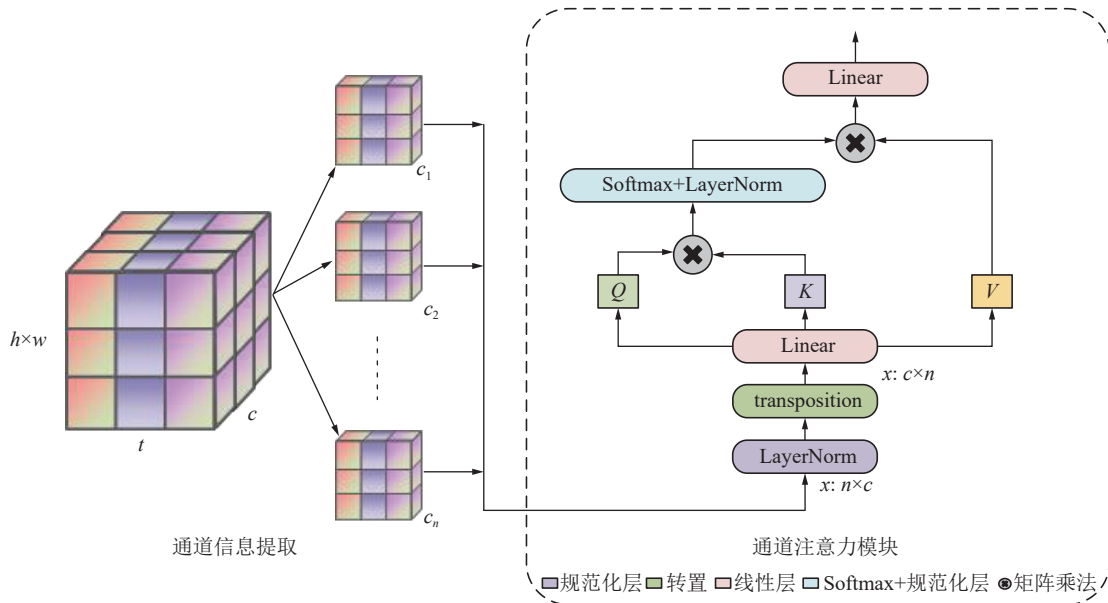 h×w
t
c
c1
c2
cn
通道信息提取
Linear
Softmax+LayerNorm
Q
K
V
Linear
x: c×n
transposition
LayerNorm
x: n×c
通道注意力模块
规范化层 转置 线性层 Softmax+规范化层 矩阵乘法